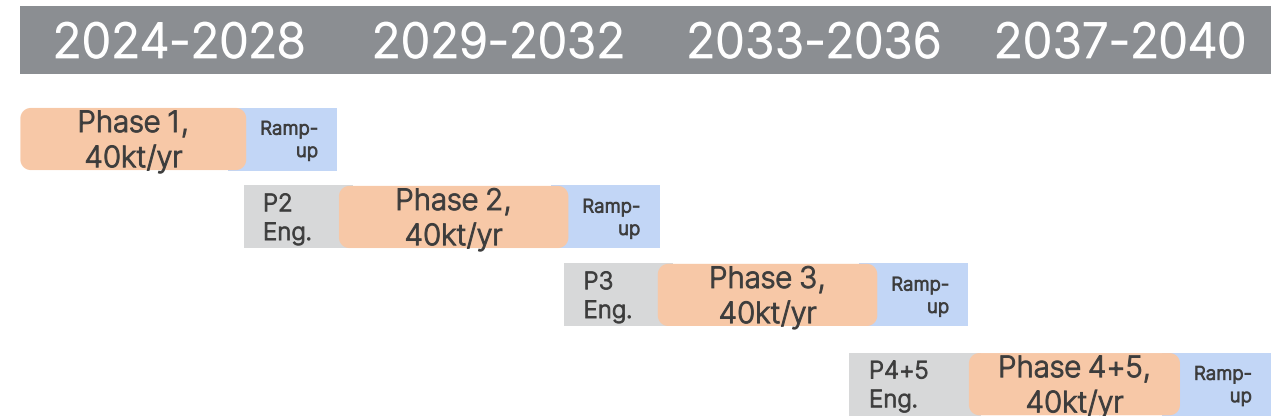 2024-2028 2029-2032 2033-2036 2037-2040
Phase 1,
40kt/yr
Ramp-
up
P2
Eng.
Phase 2,
40kt/yr
Ramp-
up
P3
Eng.
Phase 3,
40kt/yr
Ramp-
up
P4+5
Eng.
Phase 4+5,
40kt/yr
Ramp-
up